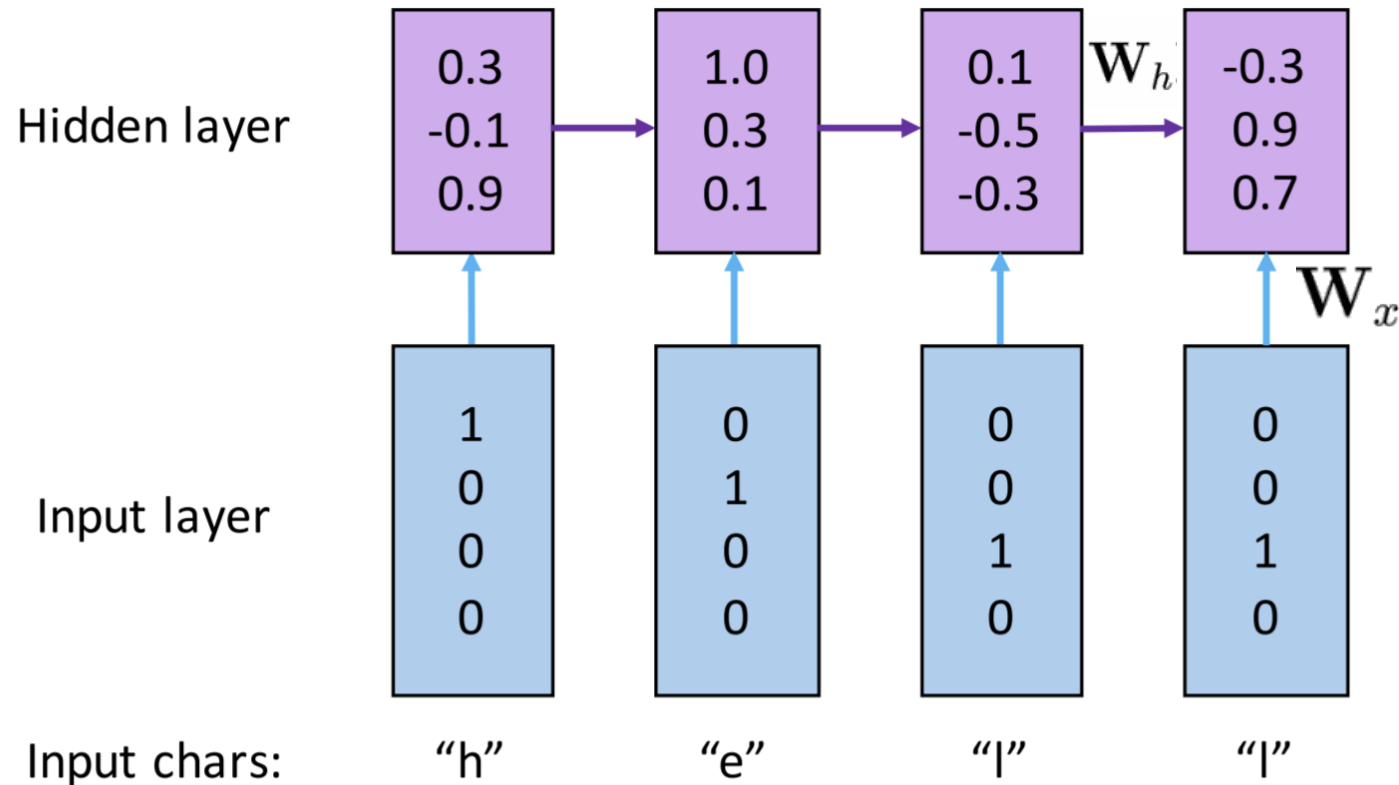 0.3 1.0 0.1 -0.3
W_h
Hidden layer -0.1 0.3 -0.5 0.9
0.9 0.1 -0.3 0.7
W_x
1 0 0 0
0 1 0 0
Input layer
0 0 1 1
0 0 0 0
Input chars: “h” “e” “l” “l”